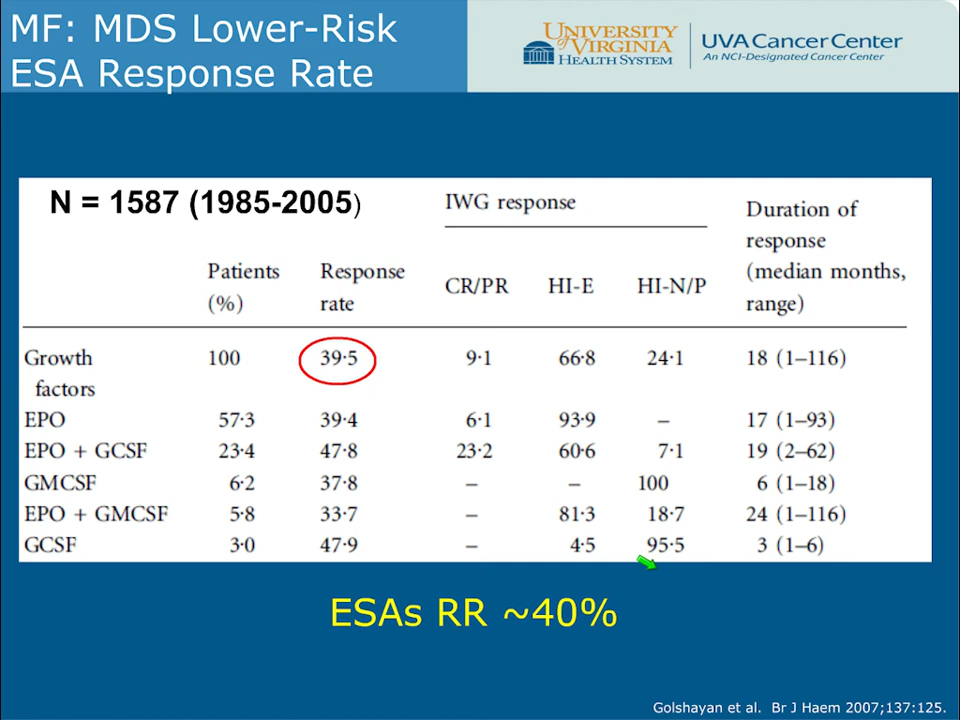 MF: MDS Lower-Risk
ESA Response Rate
UNIVERSITY
of VIRGINIA
HEALTH SYSTEM
UVA Cancer Center
An NCI-Designated Cancer Center
N = 1587 (1985-2005)
IWG response
Duration of
response
(median months,
range)
Patients
(%)
Response
rate
CR/PR HI-E HI-N/P
Growth
factors
100 39·5 9·1 66·8 24·1 18 (1–116)
EPO 57·3 39·4 6·1 93·9 – 17 (1–93)
EPO + GCSF 23·4 47·8 23·2 60·6 7·1 19 (2–62)
GMCSF 6·2 37·8 – – 100 6 (1–18)
EPO + GMCSF 5·8 33·7 – 81·3 18·7 24 (1–116)
GCSF 3·0 47·9 – 4·5 95·5 3 (1–6)
ESAs RR ~40%
Golshayan et al. Br J Haem 2007;137:125.